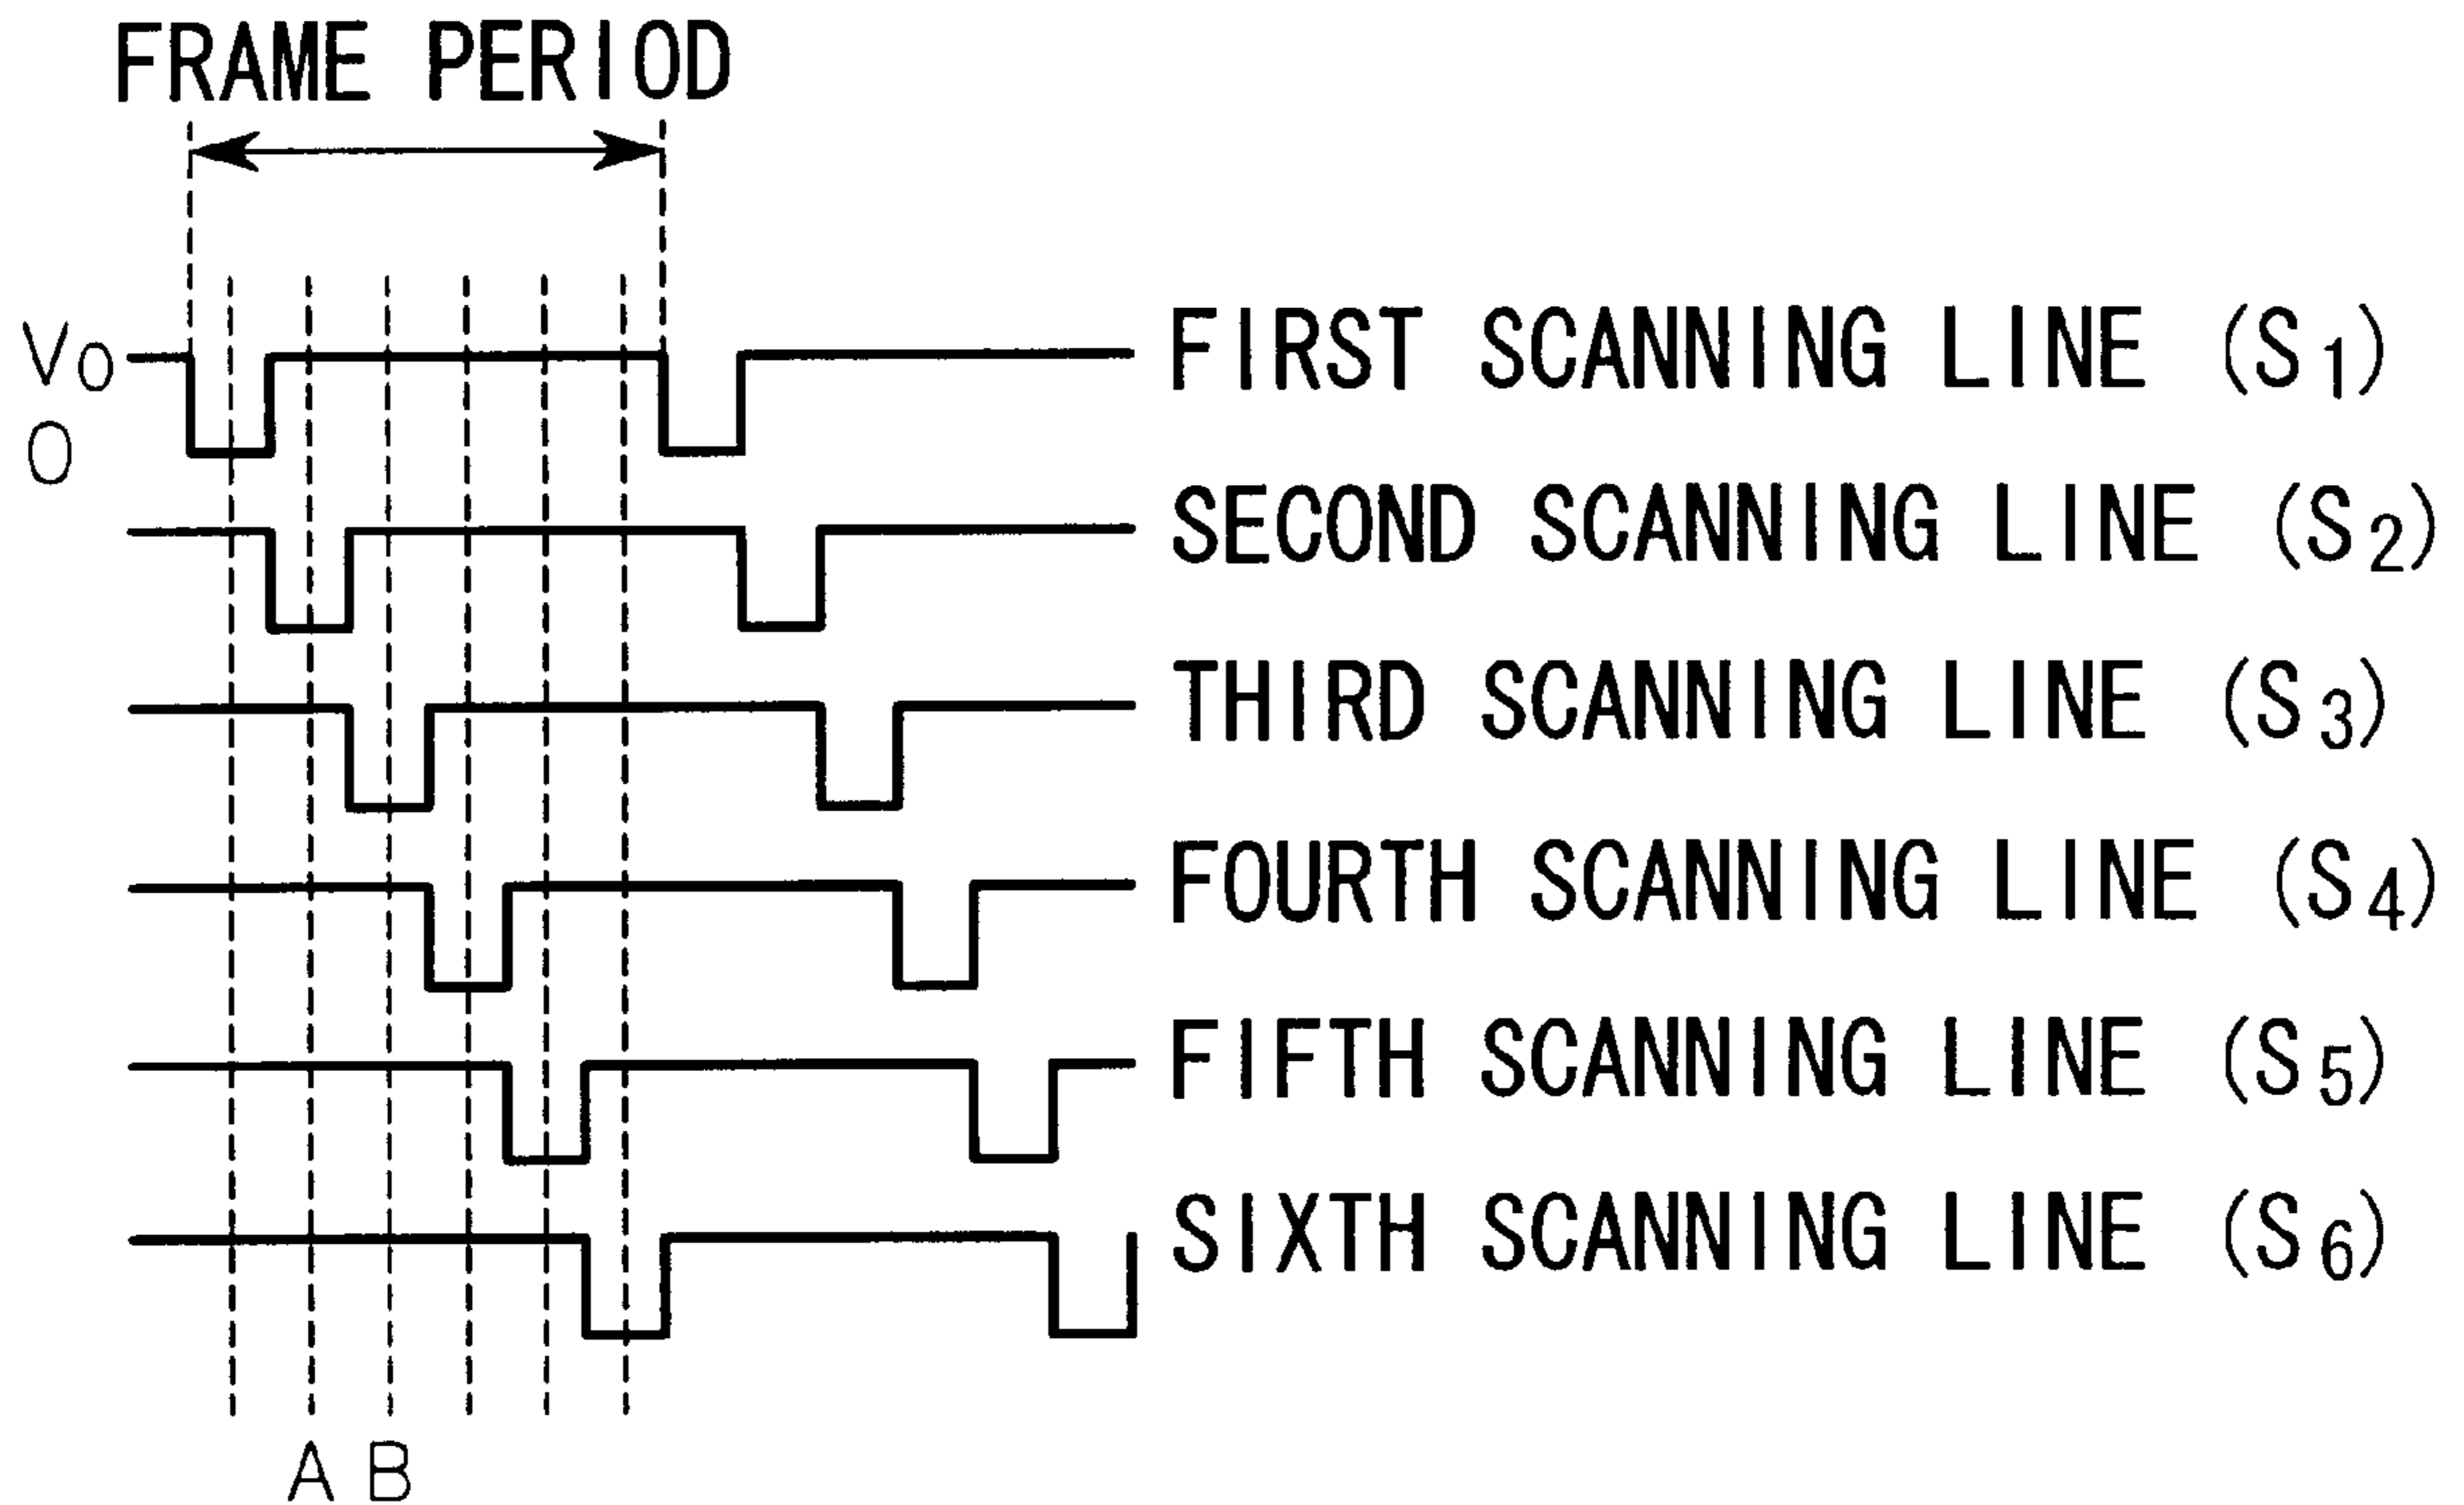 FRAME PERIOD
Vo
0
FIRST SCANNING LINE (S1)
SECOND SCANNING LINE (S2)
THIRD SCANNING LINE (S3)
FOURTH SCANNING LINE (S4)
FIFTH SCANNING LINE (S5)
SIXTH SCANNING LINE (S6)
A B